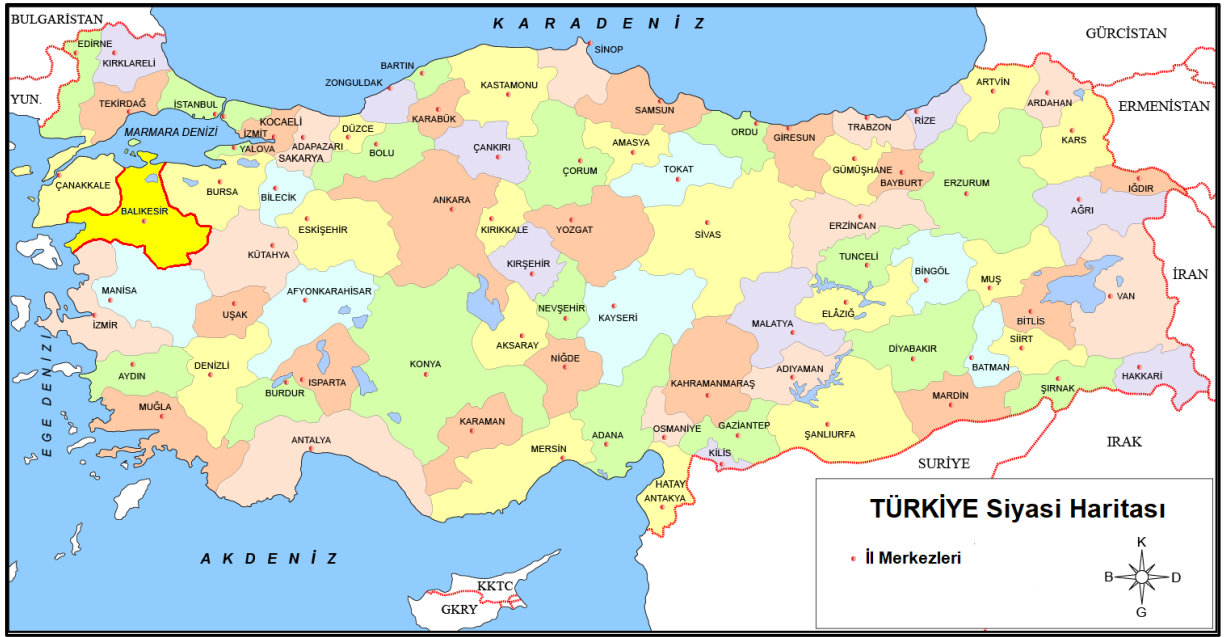 BULGARİSTAN
KARADENİZ
GÜRCİSTAN
EDİRNE
KIRKLARELİ
SİNOP
BARTIN
ZONGULDAK
KASTAMONU
ARTVİN
ARDAHAN
ERMENİSTAN
YUN.
TEKİRDAĞ
İSTANBUL
KOCAELİ
İZMİT
DÜZCE
KARABÜK
SAMSUN
ORDU
GİRESUN
TRABZON
RİZE
KARS
MARMARA DENİZİ
YALOVA
ADAPAZARI
SAKARYA
BOLU
ÇANKIRI
AMASYA
ÇORUM
TOKAT
GÜMÜŞHANE
BAYBURT
ERZURUM
IĞDIR
ÇANAKKALE
BURSA
BİLECİK
ANKARA
AĞRI
BALIKESİR
ESKİŞEHİR
KIRIKKALE
YOZGAT
SİVAS
ERZİNCAN
KÜTAHYA
KIRŞEHİR
TUNCELİ
BİNGÖL
MUŞ
İRAN
MANİSA
AFYONKARAHİSAR
UŞAK
NEVŞEHİR
KAYSERİ
MALATYA
ELÂZIĞ
BİTLİS
VAN
İZMİR
AKSARAY
NİĞDE
DİYABAKIR
SİİRT
BATMAN
EGE DENİZİ
AYDIN
DENİZLİ
BURDUR
ISPARTA
KONYA
KAHRAMANMARAŞ
ADIYAMAN
MARDİN
ŞIRNAK
HAKKARİ
MUĞLA
ANTALYA
KARAMAN
MERSİN
ADANA
OSMANİYE
GAZİANTEP
KİLİS
ŞANLIURFA
SURİYE
IRAK
HATAY
ANTAKYA
AKDENİZ
KKTC
GKRY
TÜRKİYE Siyasi Haritası
İl Merkezleri
K
B
D
G